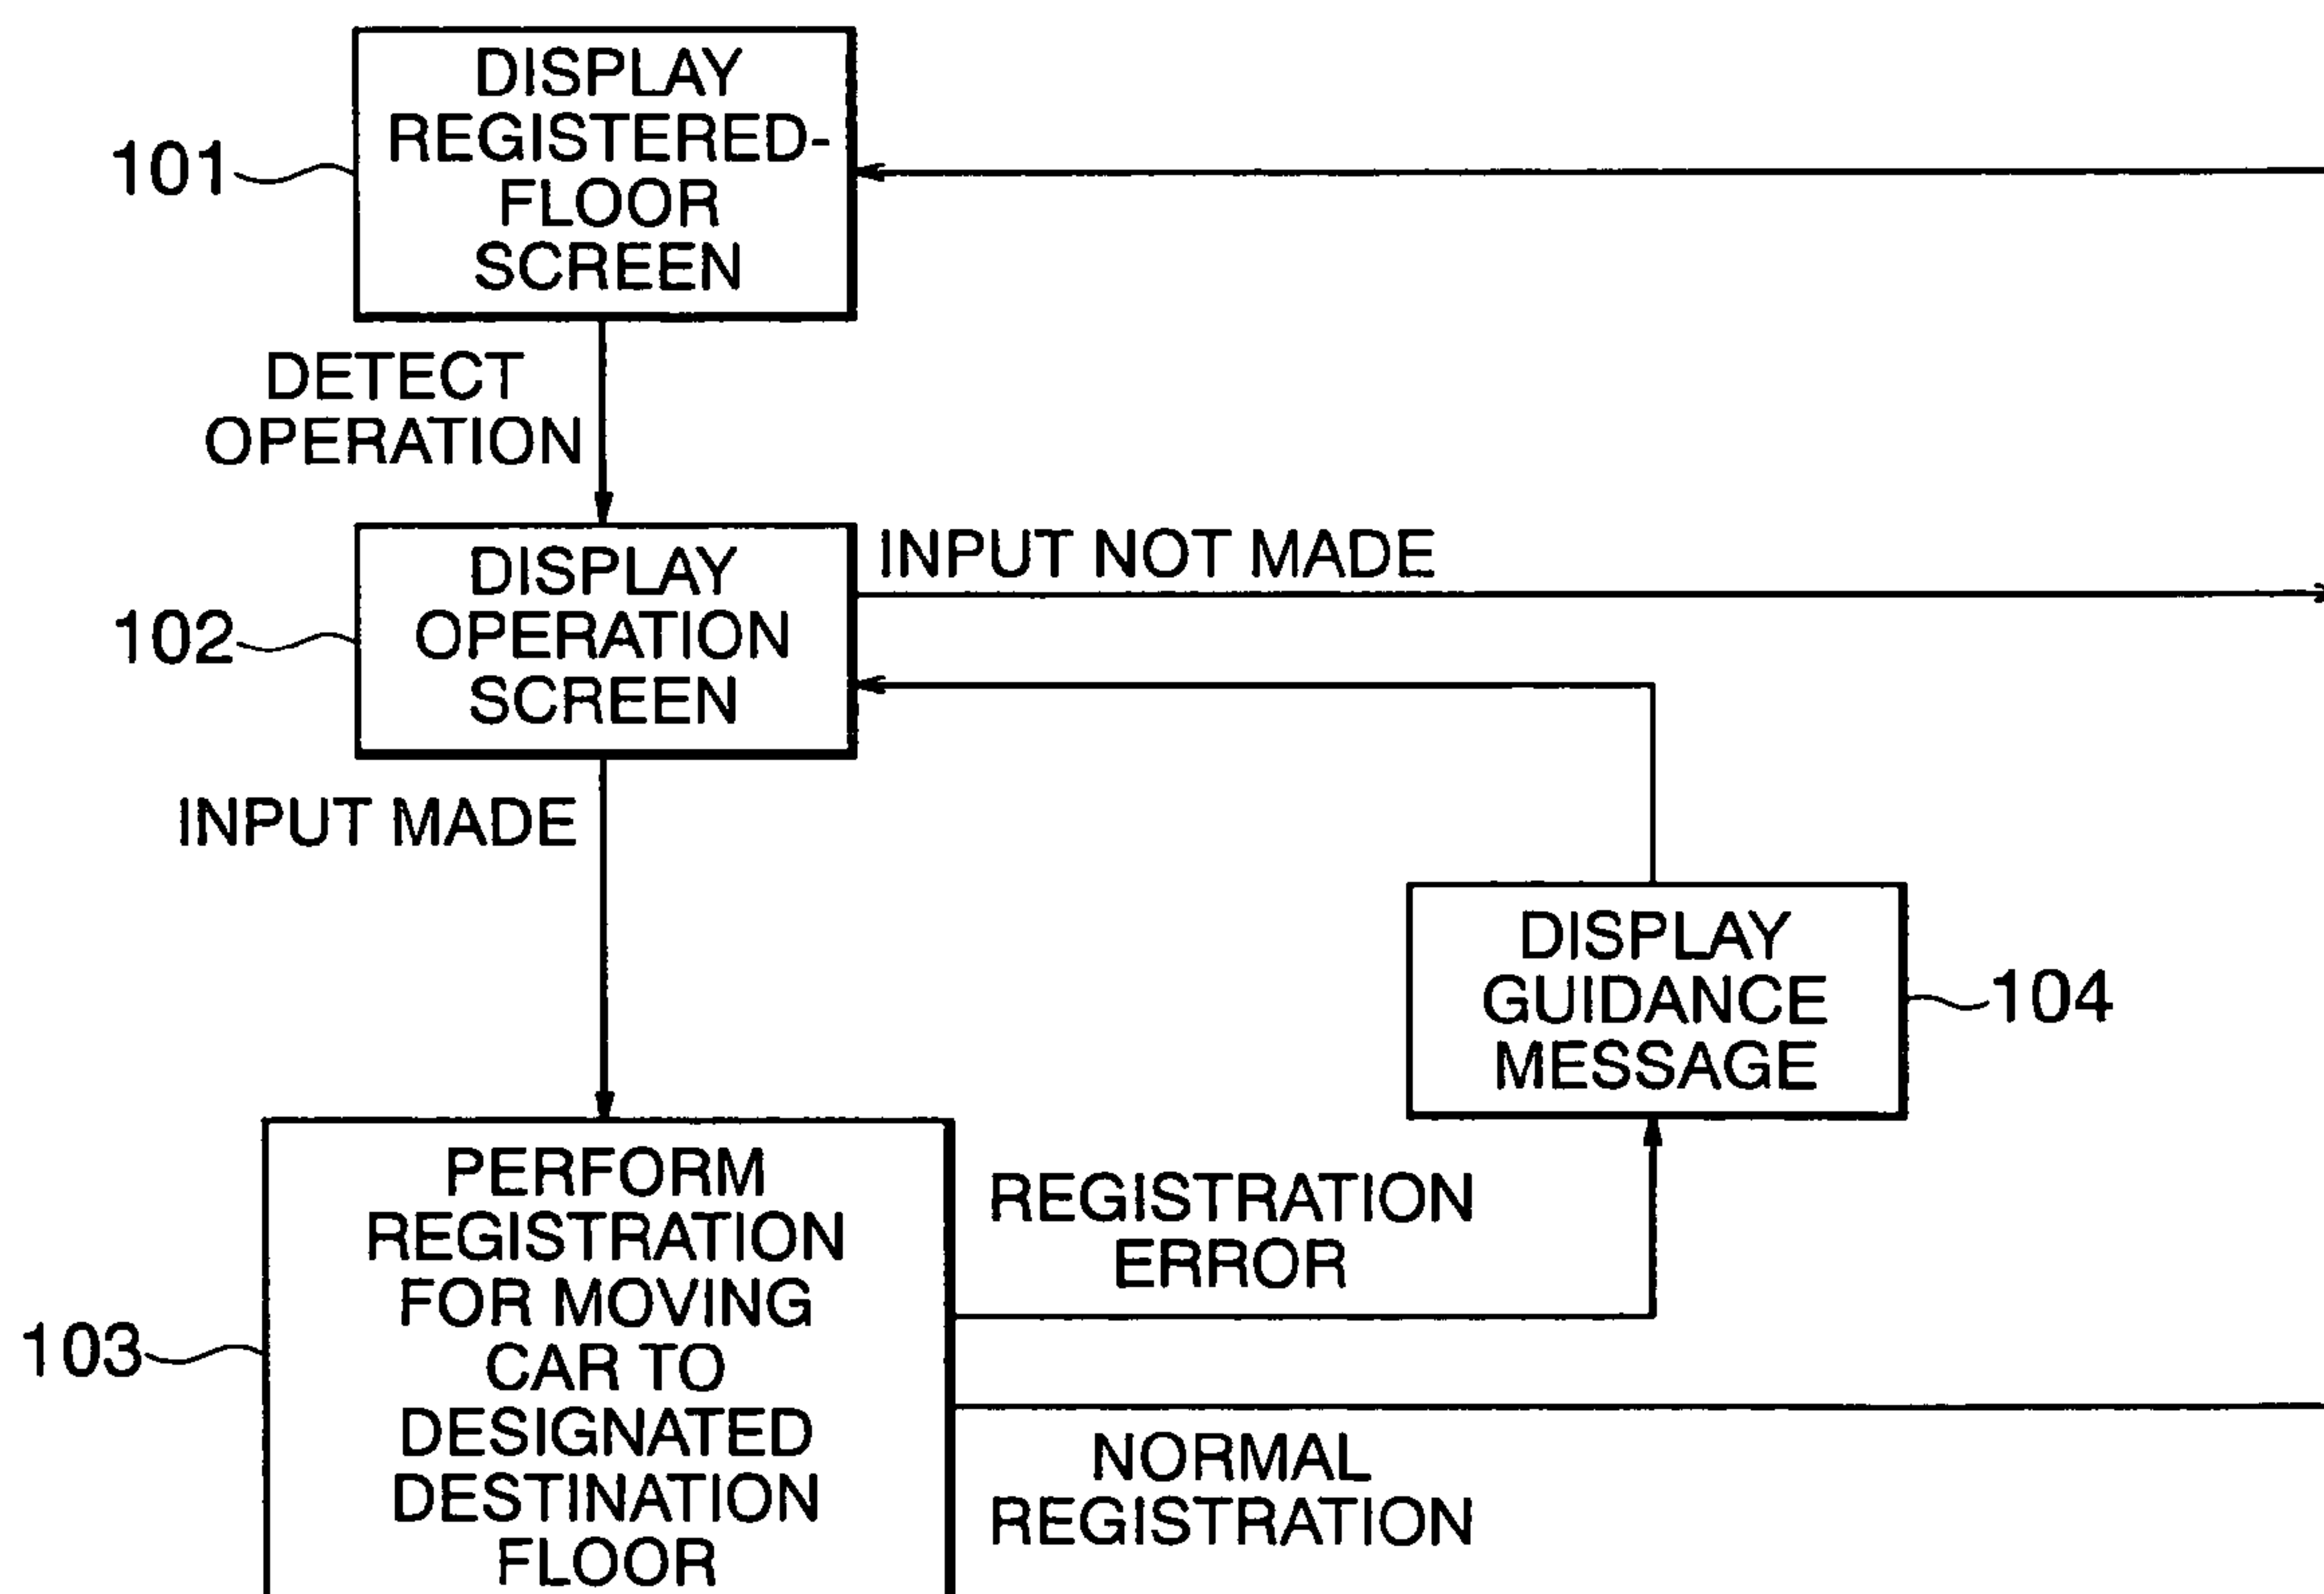 DISPLAY
REGISTERED-
FLOOR
SCREEN
101
DETECT
OPERATION
DISPLAY
OPERATION
SCREEN
102
INPUT NOT MADE
INPUT MADE
DISPLAY
GUIDANCE
MESSAGE
104
PERFORM
REGISTRATION
FOR MOVING
CAR TO
DESIGNATED
DESTINATION
FLOOR
103
REGISTRATION
ERROR
NORMAL
REGISTRATION